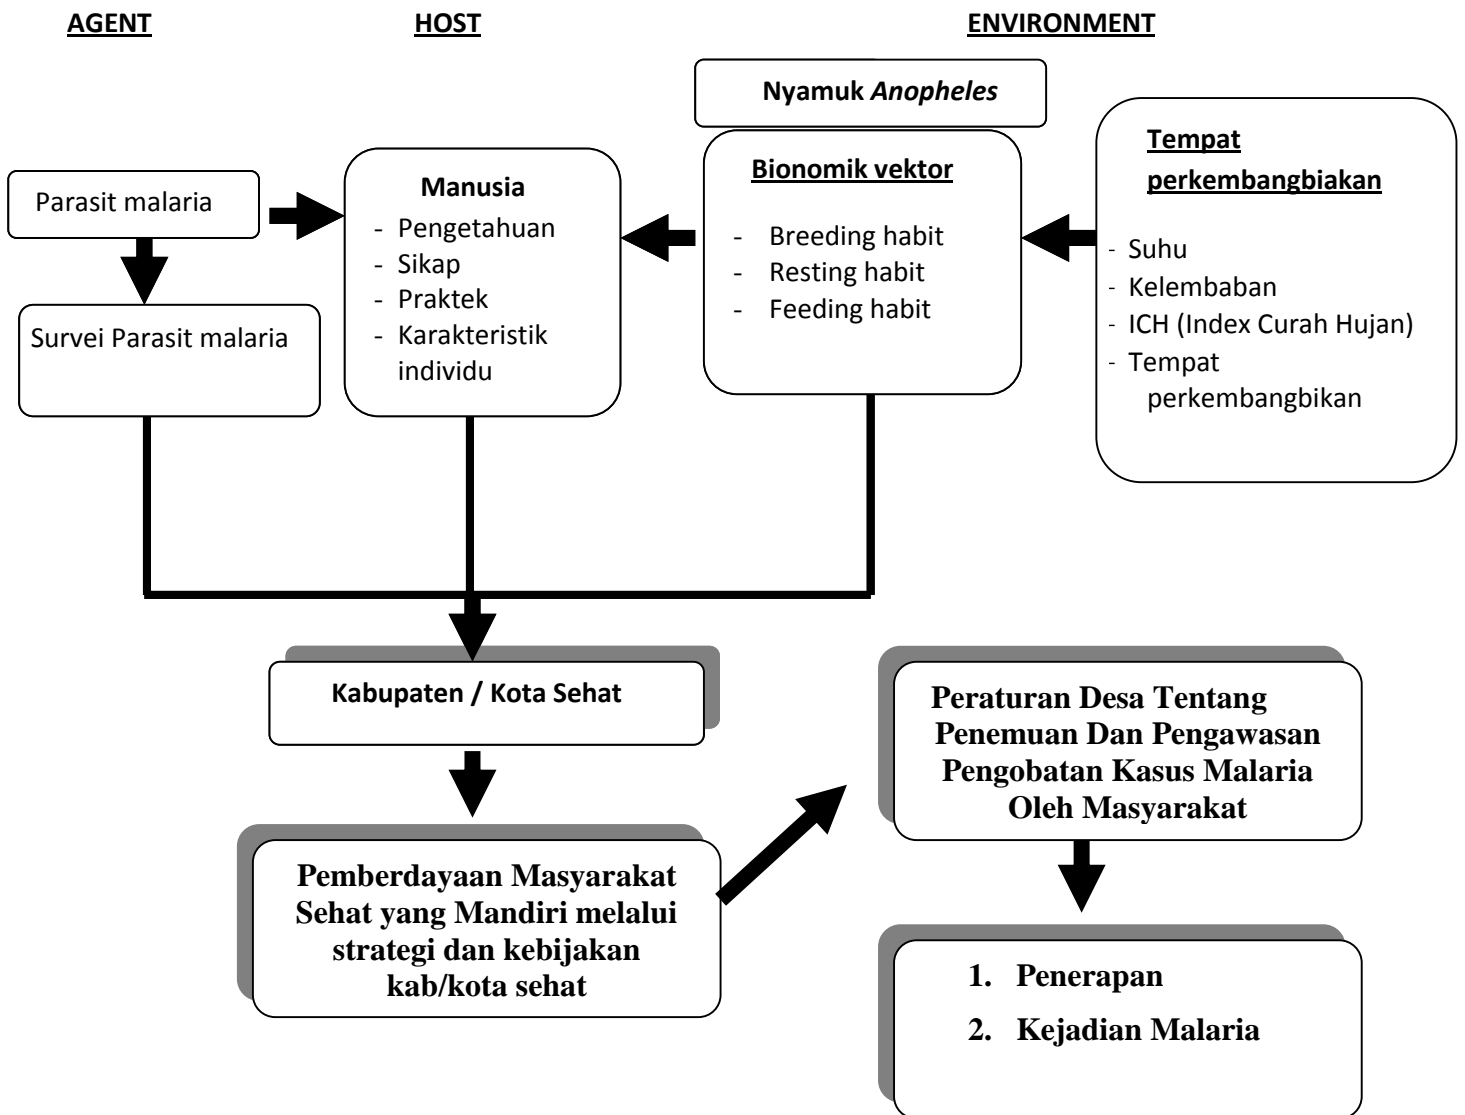 AGENT
HOST
ENVIRONMENT
Nyamuk Anopheles
Parasit malaria
Survei Parasit malaria
Manusia
- Pengetahuan
- Sikap
- Praktek
- Karakteristik
individu
Bionomik vektor
- Breeding habit
- Resting habit
- Feeding habit
Tempat
perkembangbiakan
- Suhu
- Kelembaban
- ICH (Index Curah Hujan)
- Tempat
perkembangbikan
Kabupaten / Kota Sehat
Pemberdayaan Masyarakat
Sehat yang Mandiri melalui
strategi dan kebijakan
kab/kota sehat
Peraturan Desa Tentang
Penemuan Dan Pengawasan
Pengobatan Kasus Malaria
Oleh Masyarakat
1. Penerapan
2. Kejadian Malaria